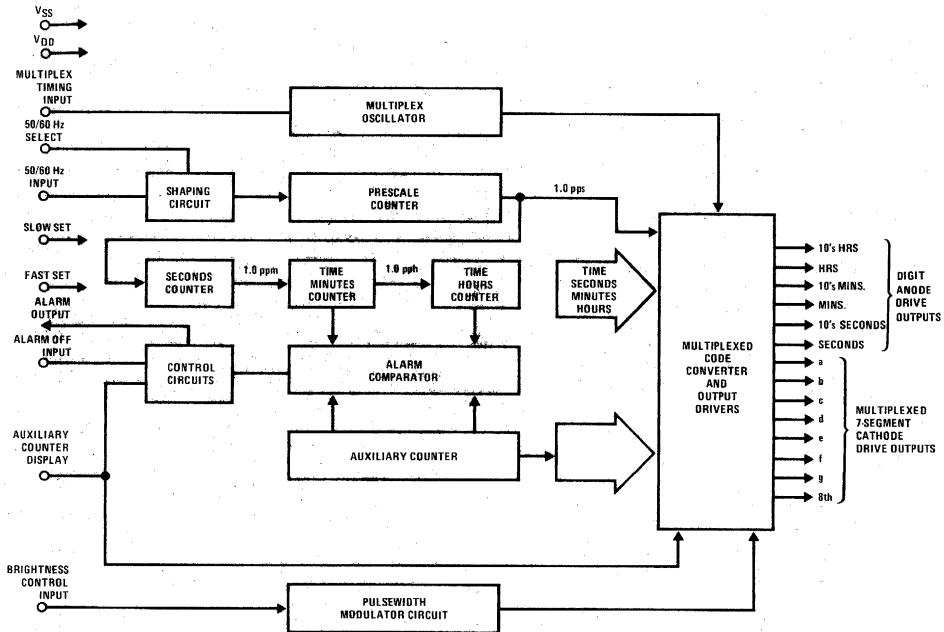 VSS
VDD
MULTIPLEX
TIMING
INPUT
50/60 Hz
SELECT
50/60 Hz
INPUT
SLOW SET
FAST SET
ALARM
OUTPUT
ALARM OFF
INPUT
AUXILIARY
COUNTER
DISPLAY
BRIGHTNESS
CONTROL
INPUT
MULTIPLEX
OSCILLATOR
SHAPING
CIRCUIT
PRESCALE
COUNTER
1.0 pps
SECONDS
COUNTER
1.0 ppm
TIME
MINUTES
COUNTER
1.0 pph
TIME
HOURS
COUNTER
TIME
SECONDS
MINUTES
HOURS
CONTROL
CIRCUITS
ALARM
COMPARATOR
AUXILIARY COUNTER
PULSEWIDTH
MODULATOR CIRCUIT
MULTIPLEXED
CODE
CONVERTER
AND
OUTPUT
DRIVERS
10's HRS
HRS
10's MINS.
MINS.
10's SECONDS
SECONDS
DIGIT
ANODE
DRIVE
OUTPUTS
a
b
c
d
e
f
g
8th
MULTIPLEXED
7-SEGMENT
CATHODE
DRIVE OUTPUTS